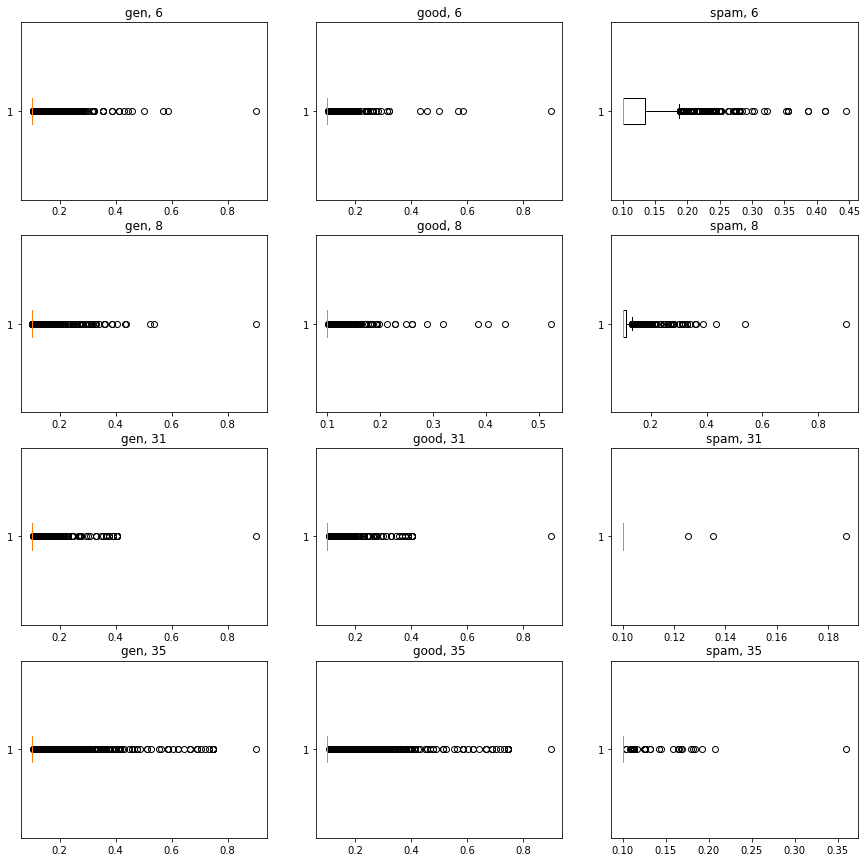 gen, 6
good, 6
spam, 6
1
1
1
0.2 0.4 0.6 0.8
0.2 0.4 0.6 0.8
0.10 0.15 0.20 0.25 0.30 0.35 0.40 0.45
gen, 8
good, 8
spam, 8
1
1
1
0.2 0.4 0.6 0.8
0.1 0.2 0.3 0.4 0.5
0.2 0.4 0.6 0.8
gen, 31
good, 31
spam, 31
1
1
1
0.2 0.4 0.6 0.8
0.2 0.4 0.6 0.8
0.10 0.12 0.14 0.16 0.18
gen, 35
good, 35
spam, 35
1
1
1
0.2 0.4 0.6 0.8
0.2 0.4 0.6 0.8
0.10 0.15 0.20 0.25 0.30 0.35